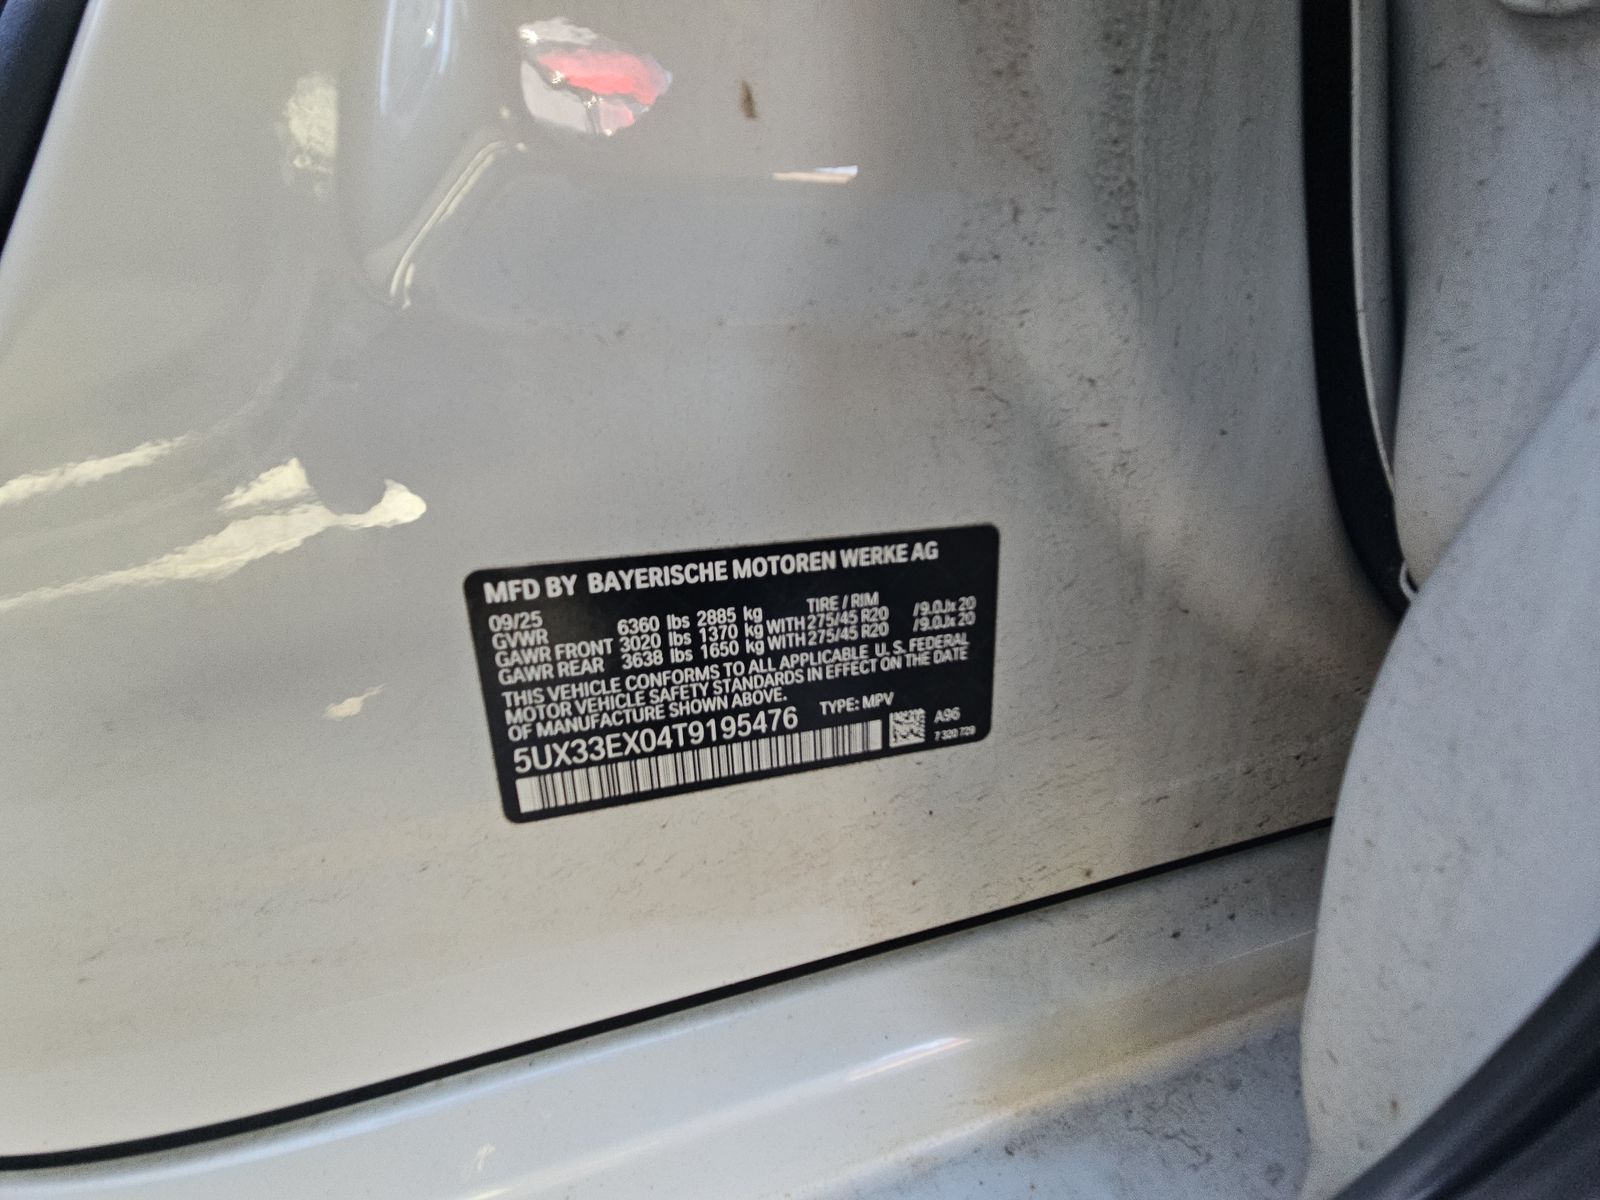 MFD BY BAYERISCHE MOTOREN WERKE AG
09/25 TIRE / RIM
GVWR 6360 lbs 2885 kg
GAWR FRONT 3020 lbs 1370 kg WITH 275/45 R20 /9.0Jx 20
GAWR REAR 3638 lbs 1650 kg WITH 275/45 R20 /9.0Jx 20
THIS VEHICLE CONFORMS TO ALL APPLICABLE U. S. FEDERAL
MOTOR VEHICLE SAFETY STANDARDS IN EFFECT ON THE DATE
OF MANUFACTURE SHOWN ABOVE.
5UX33EX04T9195476 TYPE: MPV
A96
7 320 729